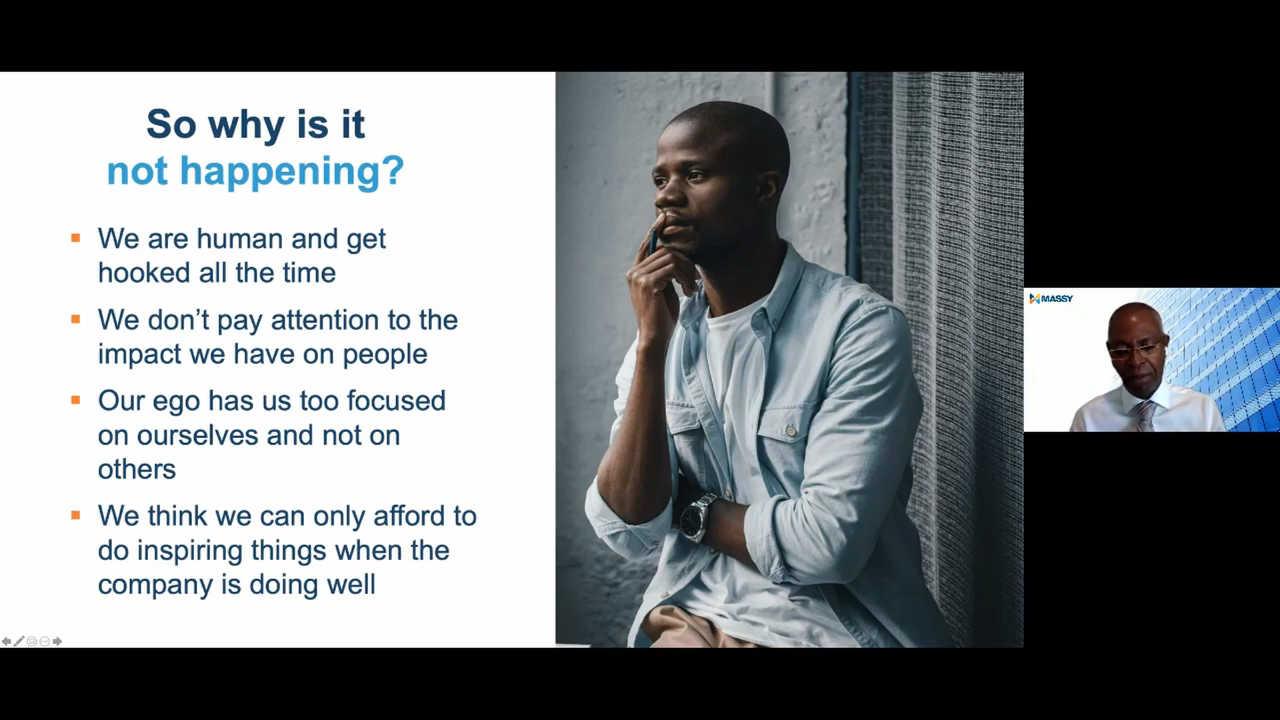 So why is it
not happening?
We are human and get
hooked all the time
We don’t pay attention to the
impact we have on people
Our ego has us too focused
on ourselves and not on
others
We think we can only afford to
do inspiring things when the
company is doing well
MASSY